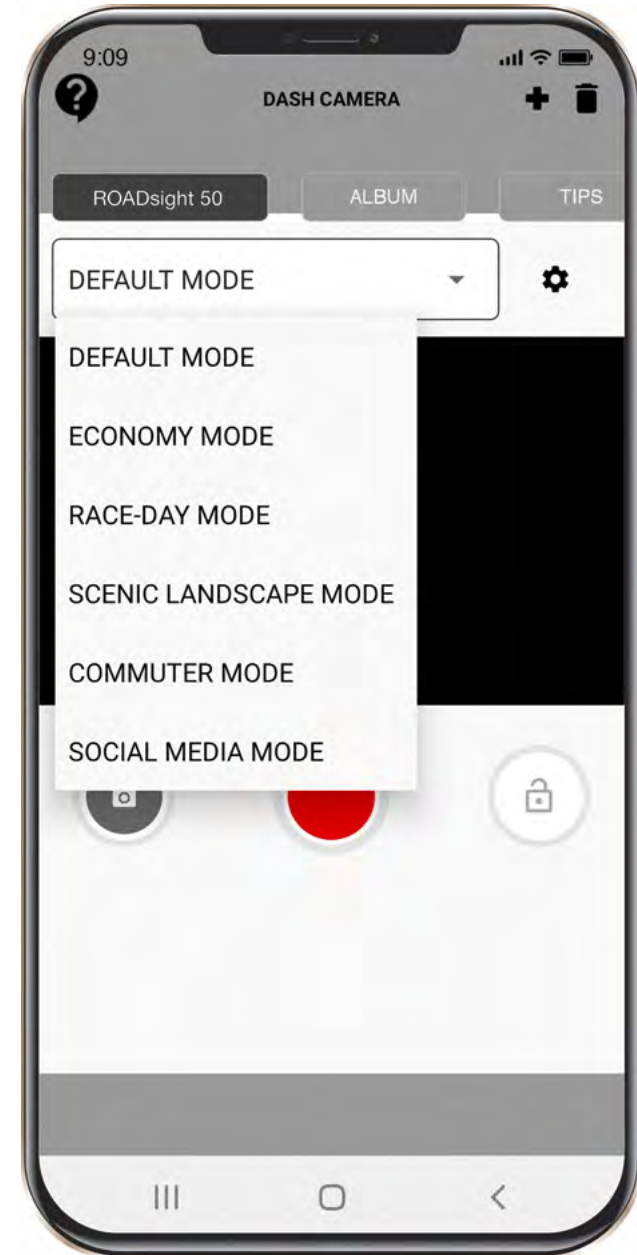 9:09
DASH CAMERA
ROADsight 50 ALBUM TIPS
DEFAULT MODE
DEFAULT MODE
ECONOMY MODE
RACE-DAY MODE
SCENIC LANDSCAPE MODE
COMMUTER MODE
SOCIAL MEDIA MODE